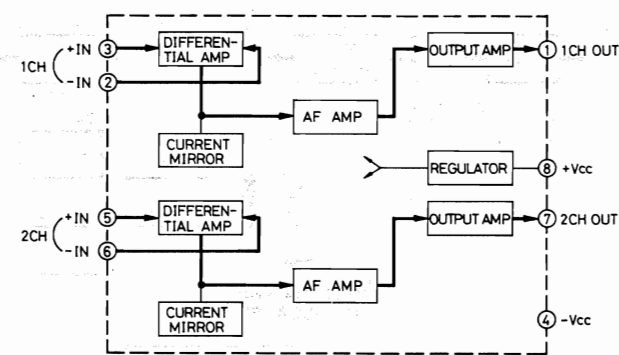 1CH
+IN 3
-IN 2
DIFFEREN-
TIAL AMP
CURRENT
MIRROR
AF AMP
OUTPUT AMP
1 1CH OUT
REGULATOR
8 +Vcc
2CH
+IN 5
-IN 6
DIFFEREN-
TIAL AMP
CURRENT
MIRROR
AF AMP
OUTPUT AMP
7 2CH OUT
4 -Vcc